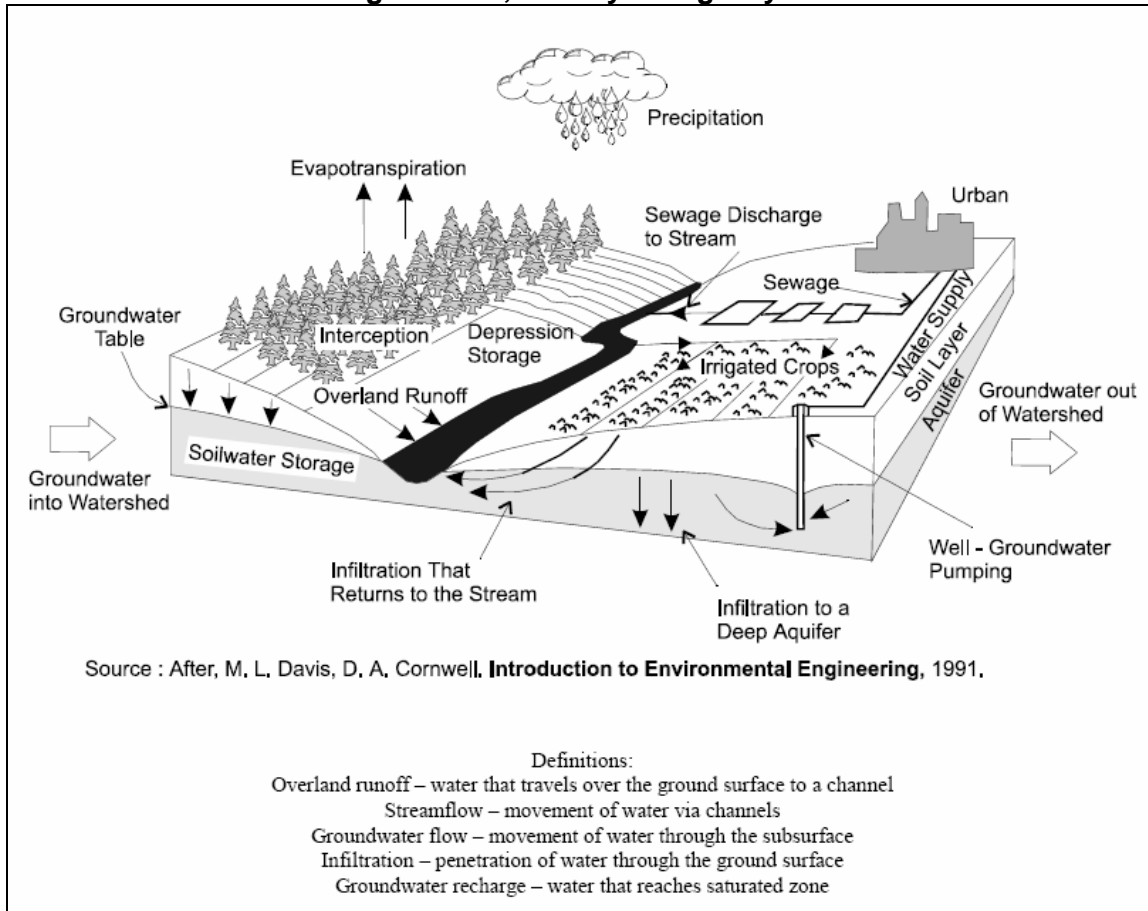 Precipitation
Evapotranspiration
Urban
Sewage Discharge
to Stream
Sewage
Groundwater
Table
Interception
Depression
Storage
Water Supply
Soil Layer
Aquifer
Irrigated Crops
Overland Runoff
Groundwater out
of Watershed
Soilwater Storage
Groundwater
into Watershed
Well - Groundwater
Pumping
Infiltration That
Returns to the Stream
Infiltration to a
Deep Aquifer
Source : After, M. L. Davis, D. A. Cornwell. Introduction to Environmental Engineering, 1991.
Definitions:
Overland runoff – water that travels over the ground surface to a channel
Streamflow – movement of water via channels
Groundwater flow – movement of water through the subsurface
Infiltration – penetration of water through the ground surface
Groundwater recharge – water that reaches saturated zone